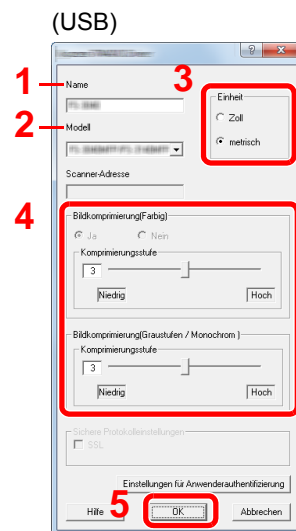 (USB)
1
Name
3
Einheit
Zoll
metrisch
2
Modell
Scanner-Adresse
4
Bildkomprimierung(Farbig)
Ja Nein
Komprimierungsstufe
3
Niedrig Hoch
Bildkomprimierung(Graustufen / Monochrom )
Komprimierungsstufe
3
Niedrig Hoch
Sichere Protokolleinstellungen
SSL
Einstellungen für Anwenderauthentifizierung
5
Hilfe OK Abbrechen